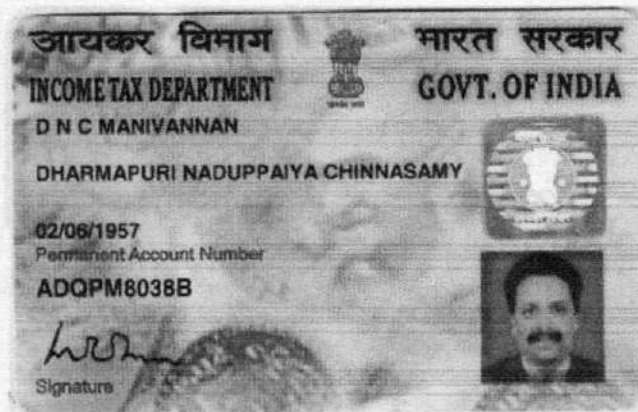 आयकर विभाग
भारत सरकार
INCOME TAX DEPARTMENT
GOVT. OF INDIA
D N C MANIVANNAN
DHARMAPURI NADUPPAIYA CHINNASAMY
02/06/1957
Permanent Account Number
ADQPM8038B
Signature